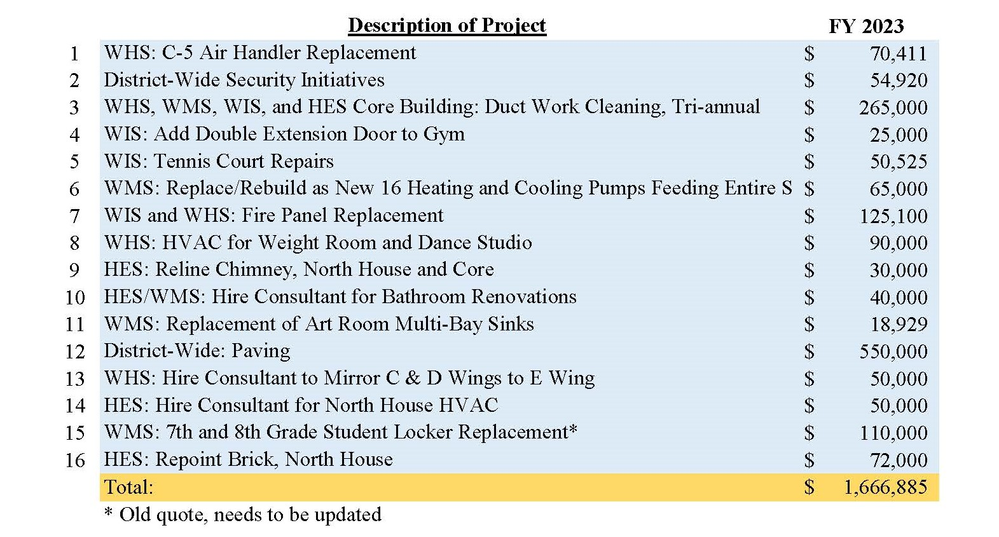 Description of Project FY 2023
1 WHS: C-5 Air Handler Replacement $ 70,411
2 District-Wide Security Initiatives $ 54,920
3 WHS, WMS, WIS, and HES Core Building: Duct Work Cleaning, Tri-annual $ 265,000
4 WIS: Add Double Extension Door to Gym $ 25,000
5 WIS: Tennis Court Repairs $ 50,525
6 WMS: Replace/Rebuild as New 16 Heating and Cooling Pumps Feeding Entire S $ 65,000
7 WIS and WHS: Fire Panel Replacement $ 125,100
8 WHS: HVAC for Weight Room and Dance Studio $ 90,000
9 HES: Reline Chimney, North House and Core $ 30,000
10 HES/WMS: Hire Consultant for Bathroom Renovations $ 40,000
11 WMS: Replacement of Art Room Multi-Bay Sinks $ 18,929
12 District-Wide: Paving $ 550,000
13 WHS: Hire Consultant to Mirror C & D Wings to E Wing $ 50,000
14 HES: Hire Consultant for North House HVAC $ 50,000
15 WMS: 7th and 8th Grade Student Locker Replacement* $ 110,000
16 HES: Repoint Brick, North House $ 72,000
Total: $ 1,666,885
* Old quote, needs to be updated